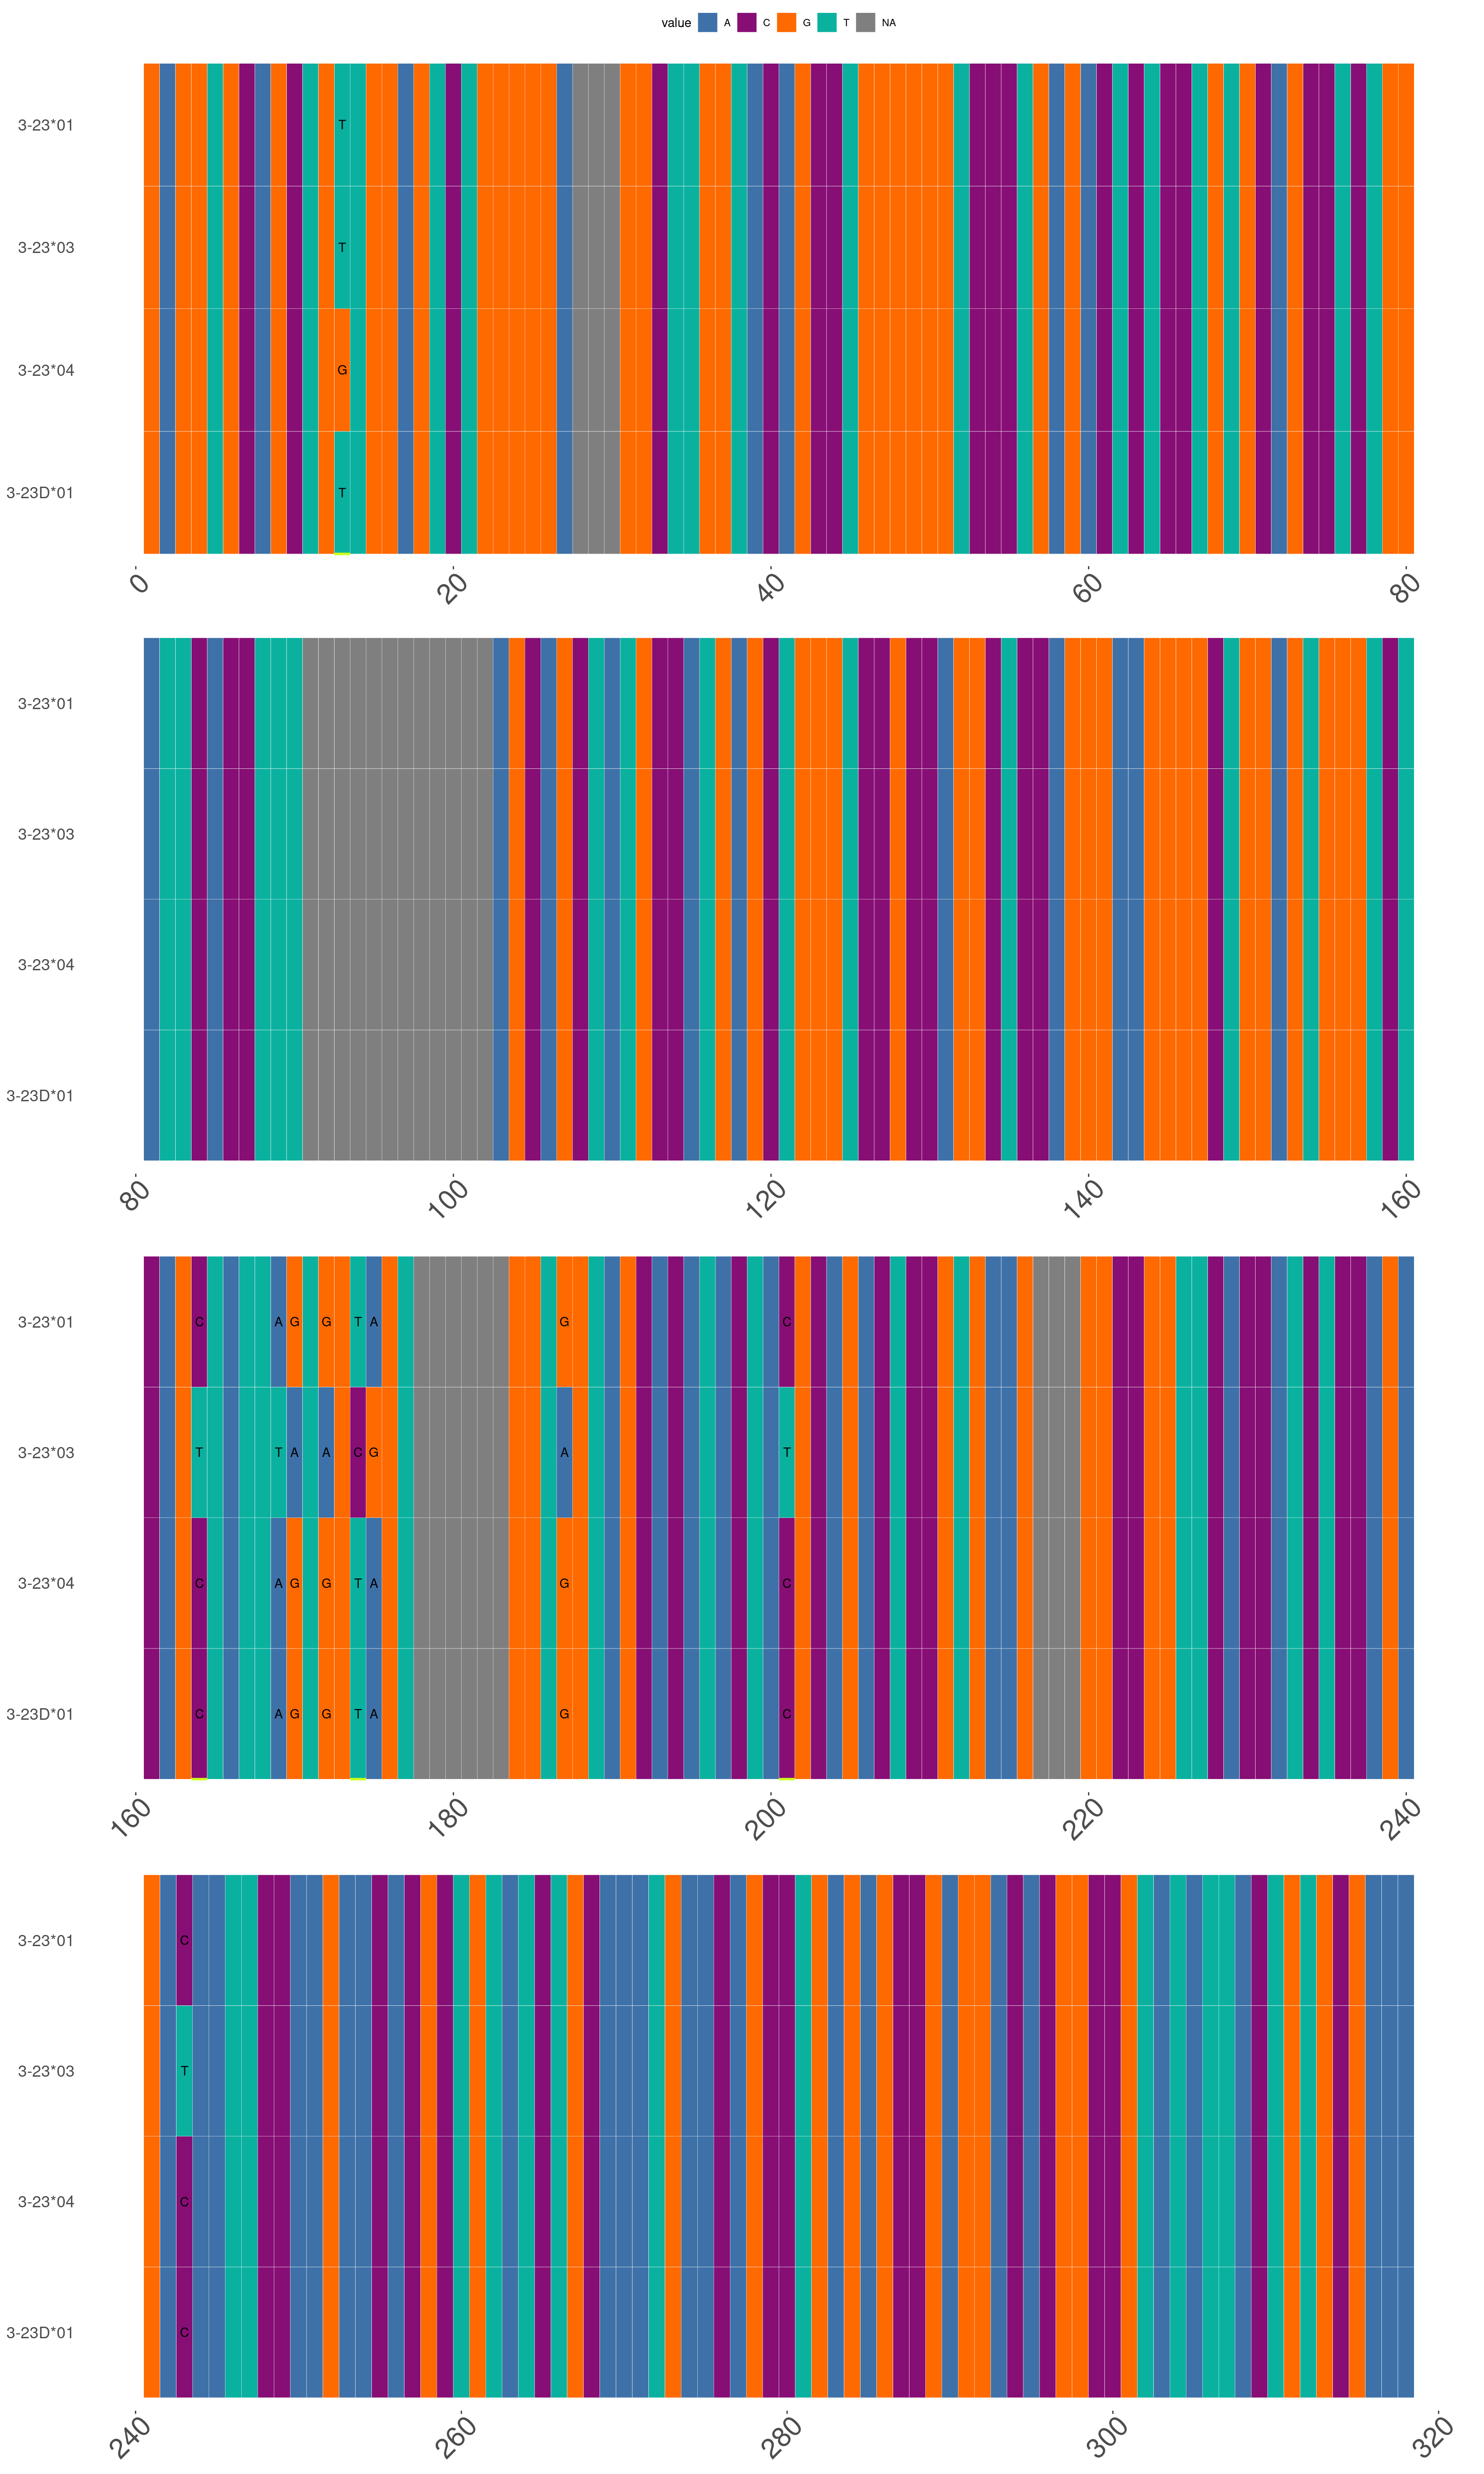 value A C G T NA
3-23*01 T
3-23*03 T
3-23*04 G
3-23D*01 T
0 20 40 60 80
3-23*01
3-23*03
3-23*04
3-23D*01
80 100 120 140 160
3-23*01 C A G G T A G C
3-23*03 T T A A C G A T
3-23*04 C A G G T A G C
3-23D*01 C A G G T A G C
160 180 200 220 240
3-23*01 C
3-23*03 T
3-23*04 C
3-23D*01 C
240 260 280 300 320